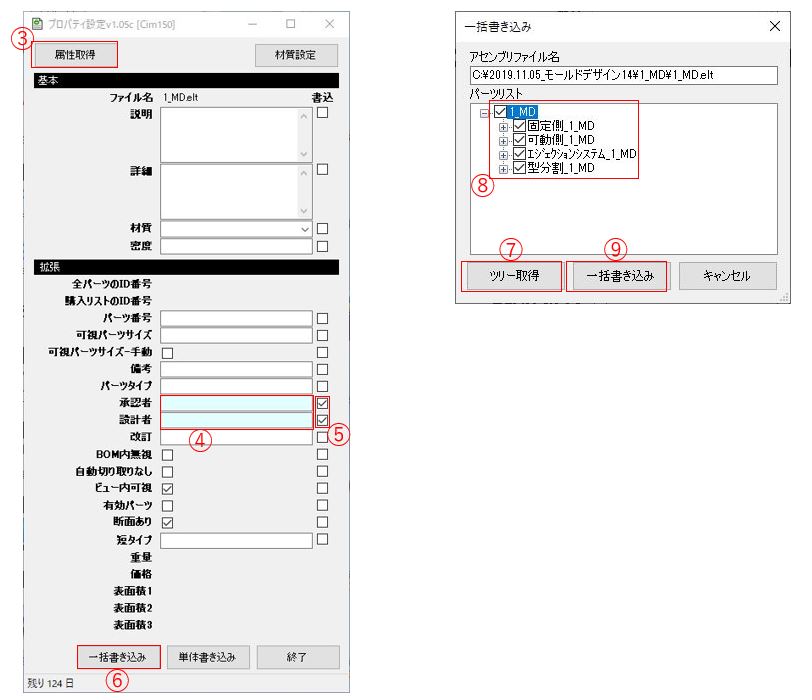 プロパティ設定v1.05c [Cim150]
③
属性取得
材質設定
基本
ファイル名 1_MD.elt 書込
説明
詳細
材質
密度
拡張
全パーツのID番号
購入リストのID番号
パーツ番号
可視パーツサイズ
可視パーツサイズ-手動
備考
パーツタイプ
承認者
設計者
④
⑤
改訂
BOM内無視
自動切り取りなし
ビュー内可視
有効パーツ
断面あり
短タイプ
重量
価格
表面積1
表面積2
表面積3
一括書き込み
単体書き込み
終了
⑥
残り 124 日
一括書き込み
アセンブリファイル名
C:¥2019.11.05_モールドデザイン14¥1_MD¥1_MD.elt
パーツリスト
1_MD
固定側_1_MD
可動側_1_MD
エジェクションシステム_1_MD
型分割_1_MD
⑧
⑦
⑨
ツリー取得
一括書き込み
キャンセル